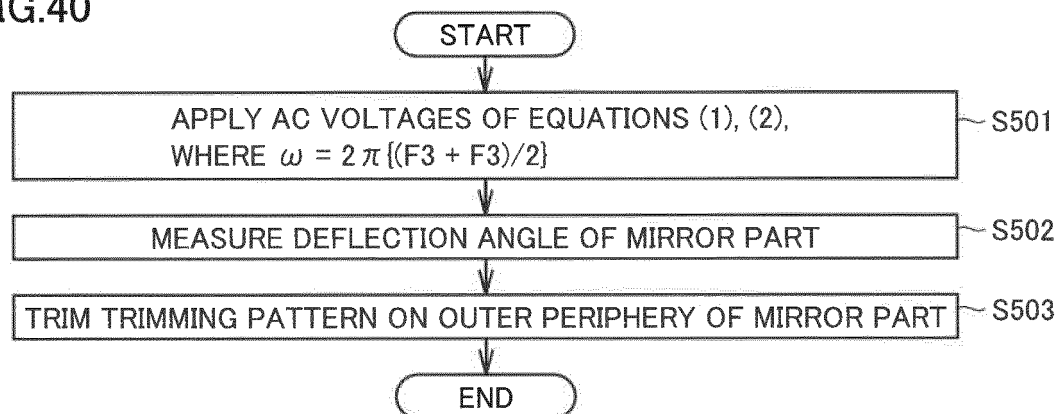 IG.40
START
APPLY AC VOLTAGES OF EQUATIONS (1), (2),
WHERE ω = 2π{(F3 + F3)/2}
S501
MEASURE DEFLECTION ANGLE OF MIRROR PART
S502
TRIM TRIMMING PATTERN ON OUTER PERIPHERY OF MIRROR PART
S503
END